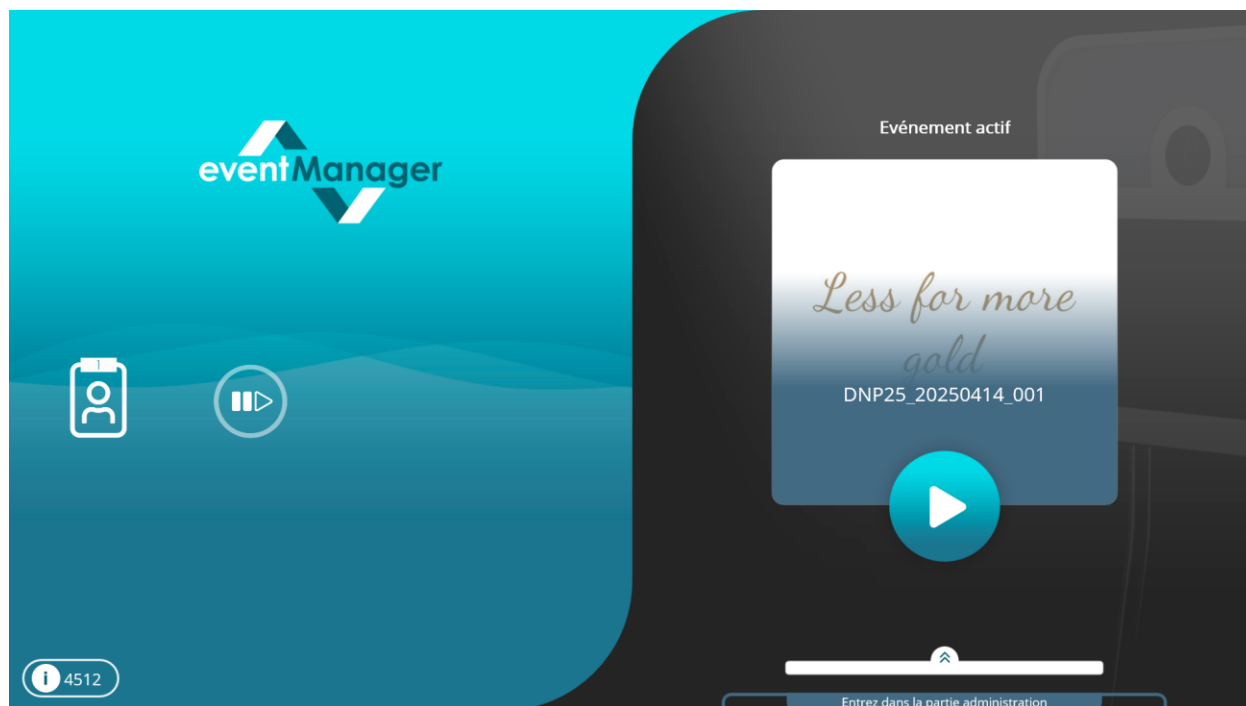 eventManager
1
4512
Evénement actif
Less for more
gold
DNP25_20250414_001
Entrez dans la partie administration